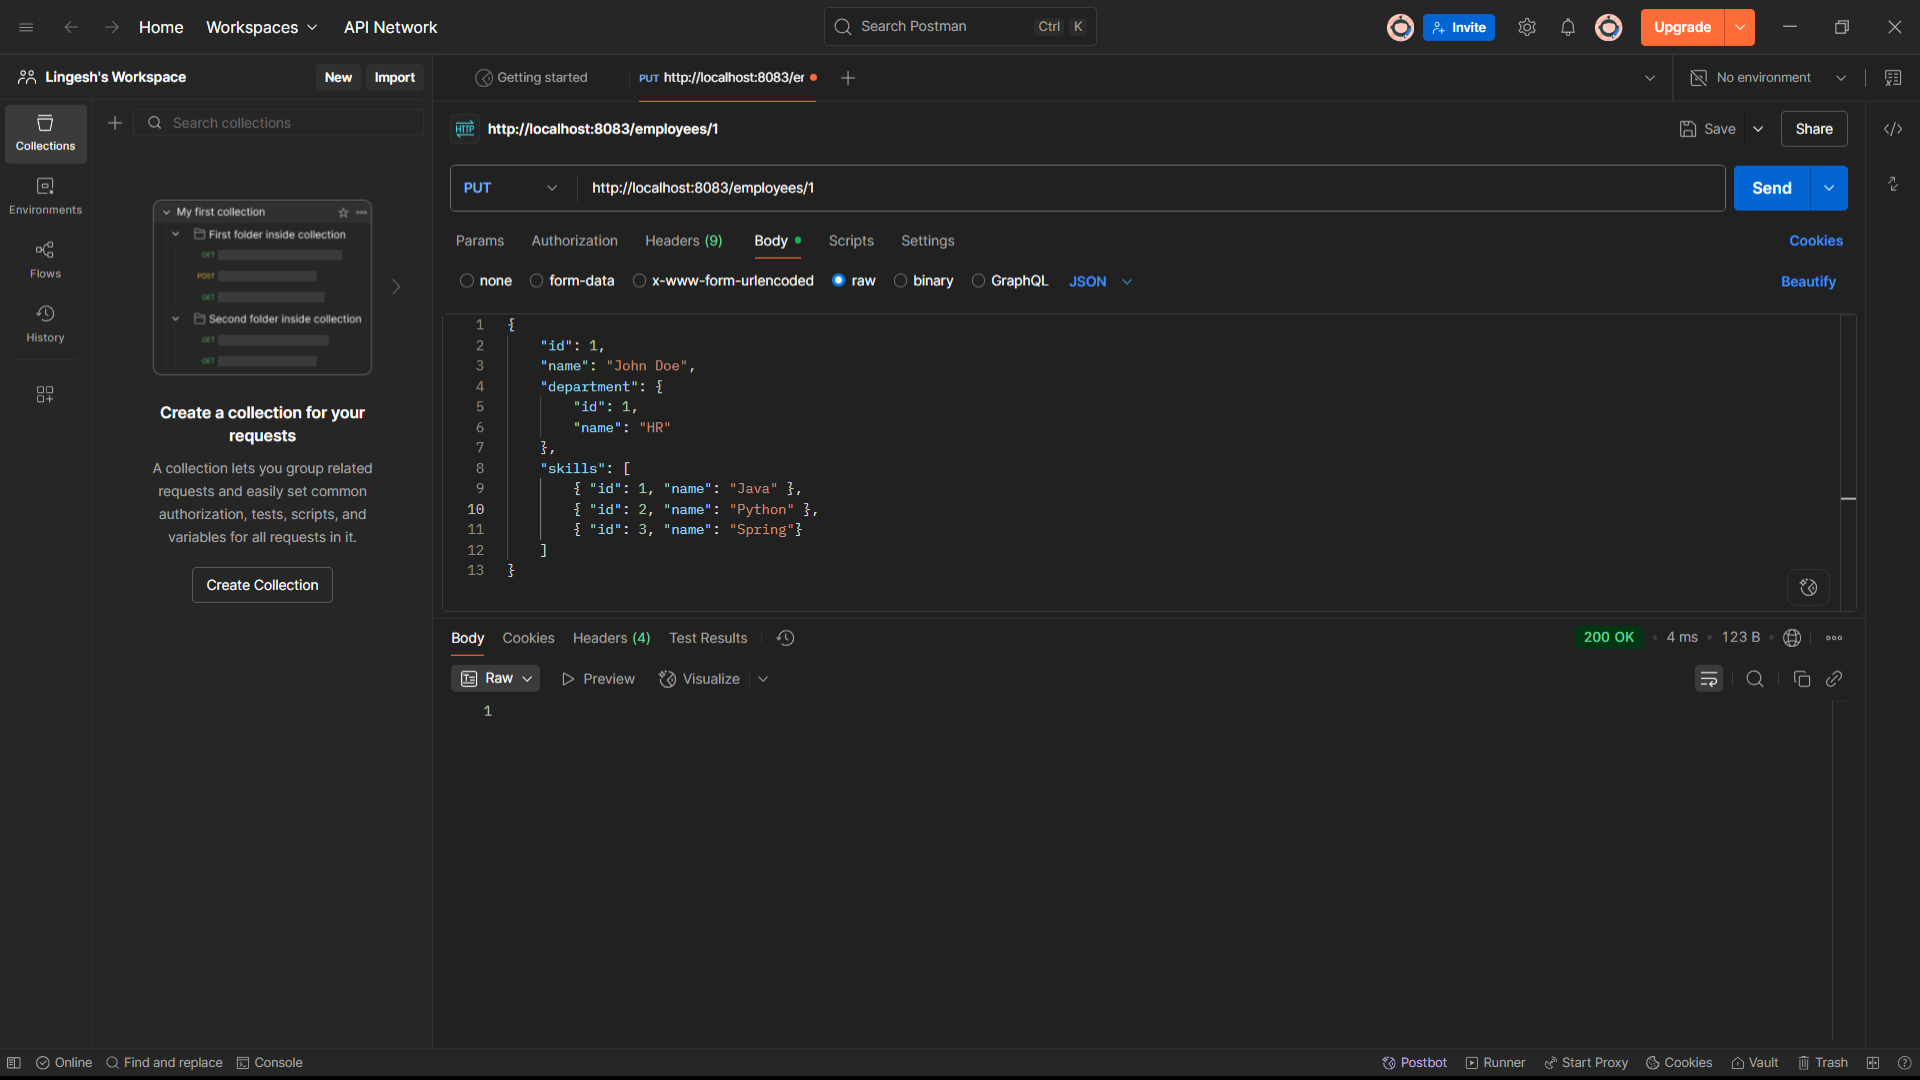 Home Workspaces API Network Search Postman Ctrl K Invite Upgrade
Lingesh's Workspace New Import Getting started PUT http://localhost:8083/er No environment
Collections
Environments
Flows
History
Search collections
My first collection
First folder inside collection
GET
POST
GET
Second folder inside collection
GET
GET
Create a collection for your
requests
A collection lets you group related
requests and easily set common
authorization, tests, scripts, and
variables for all requests in it.
Create Collection
HTTP http://localhost:8083/employees/1 Save Share
PUT http://localhost:8083/employees/1 Send
Params Authorization Headers (9) Body Scripts Settings Cookies
none form-data x-www-form-urlencoded raw binary GraphQL JSON Beautify
1 {
2 "id": 1,
3 "name": "John Doe",
4 "department": {
5 "id": 1,
6 "name": "HR"
7 },
8 "skills": [
9 { "id": 1, "name": "Java" },
10 { "id": 2, "name": "Python" },
11 { "id": 3, "name": "Spring"}
12 ]
13 }
Body Cookies Headers (4) Test Results 200 OK 4 ms 123 B
Raw Preview Visualize
1
Online Find and replace Console Postbot Runner Start Proxy Cookies Vault Trash